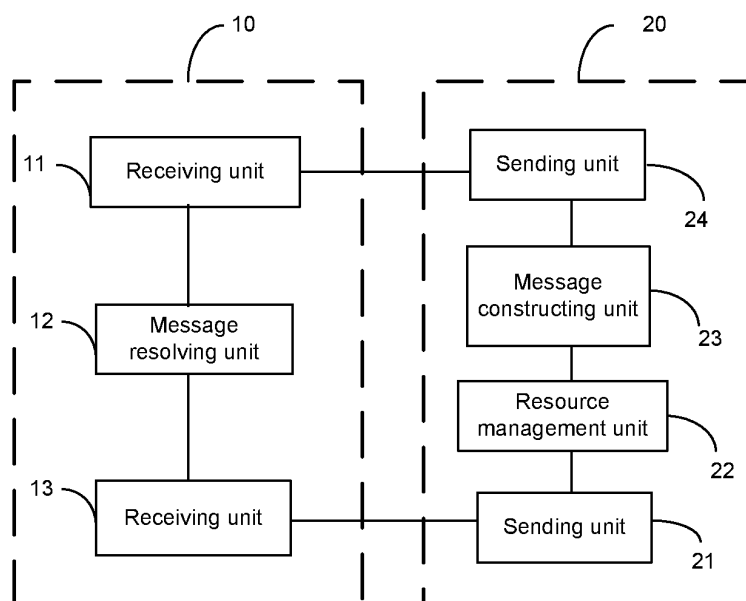 10
20
11
Receiving unit
Sending unit
24
12
Message
resolving unit
Message
constructing unit
23
Resource
management unit
22
13
Receiving unit
Sending unit
21